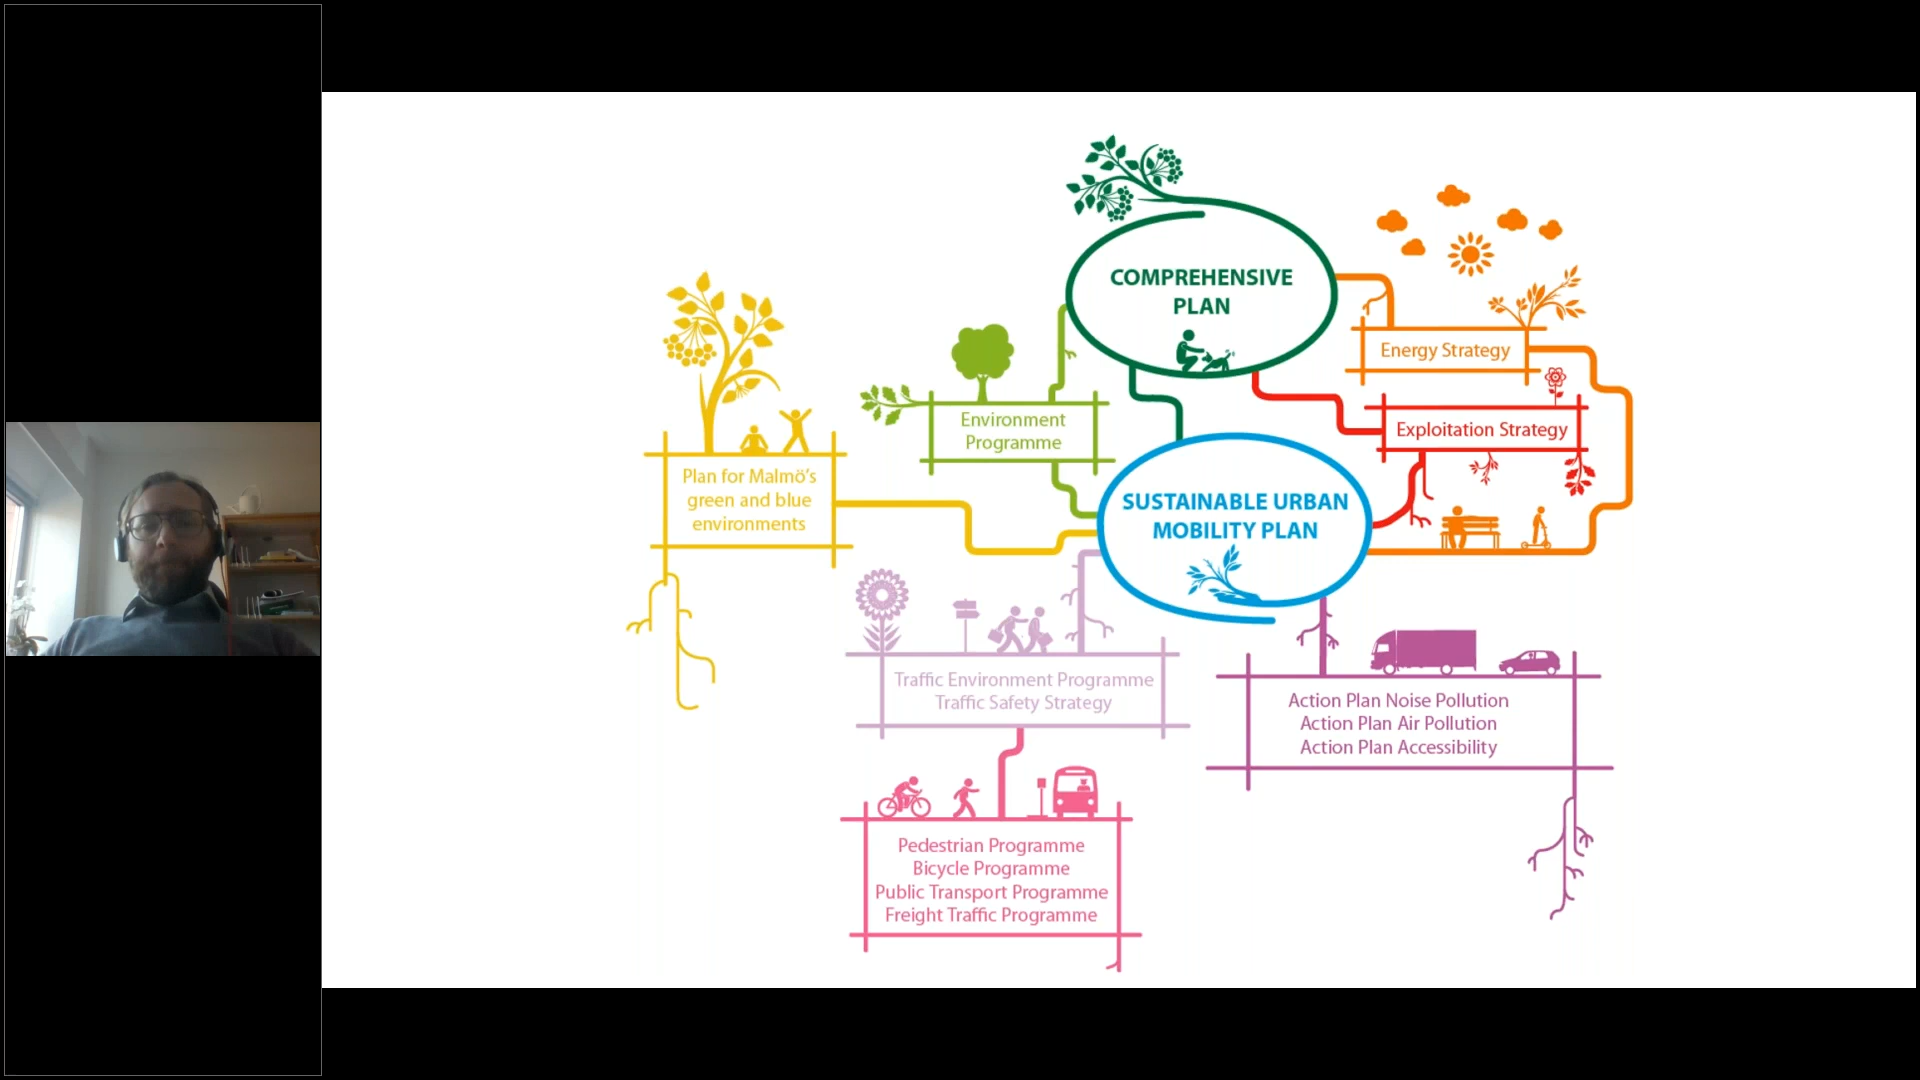 COMPREHENSIVE
PLAN
Energy Strategy
Environment
Programme
Exploitation Strategy
Plan for Malmö's
green and blue
environments
SUSTAINABLE URBAN
MOBILITY PLAN
Traffic Environment Programme
Traffic Safety Strategy
Action Plan Noise Pollution
Action Plan Air Pollution
Action Plan Accessibility
Pedestrian Programme
Bicycle Programme
Public Transport Programme
Freight Traffic Programme